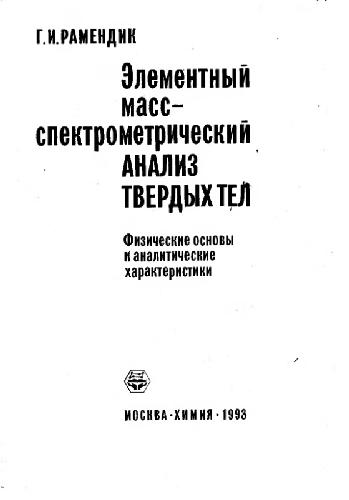 Г.И.РАМЕНДИК
Элементный
масс-
спектрометрический
АНАЛИЗ
ТВЕРДЫХ ТЕЛ
Физические основы
и аналитические
характеристики
МОСКВА·ХИМИЯ·1993